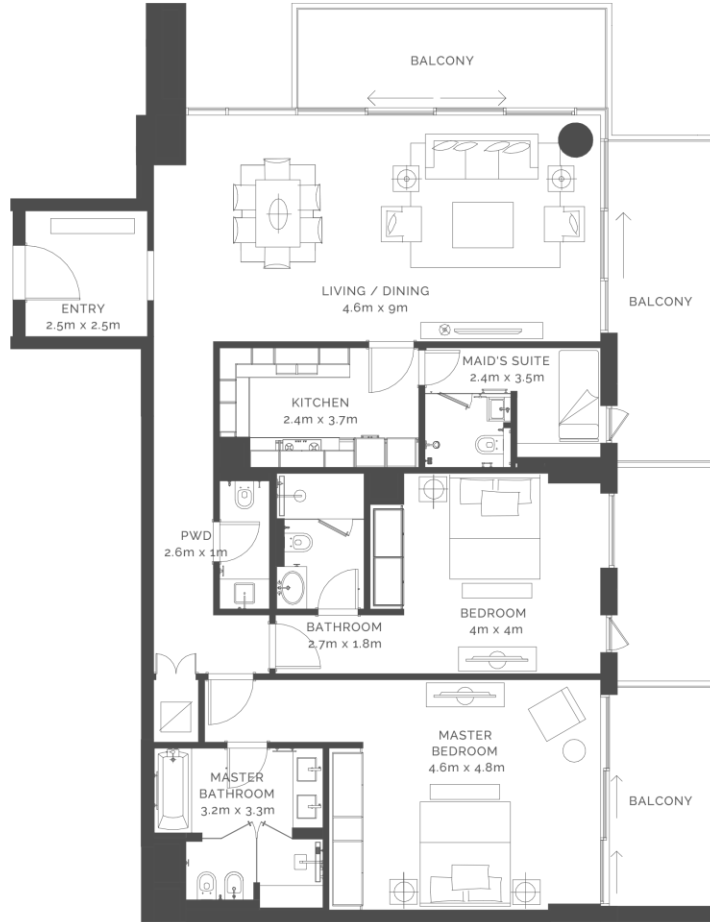 BALCONY
LIVING / DINING
4.6m x 9m
BALCONY
ENTRY
2.5m x 2.5m
MAID'S SUITE
2.4m x 3.5m
KITCHEN
2.4m x 3.7m
PWD
2.6m x 1m
BATHROOM
2.7m x 1.8m
BEDROOM
4m x 4m
MASTER
BEDROOM
4.6m x 4.8m
MASTER
BATHROOM
3.2m x 3.3m
BALCONY